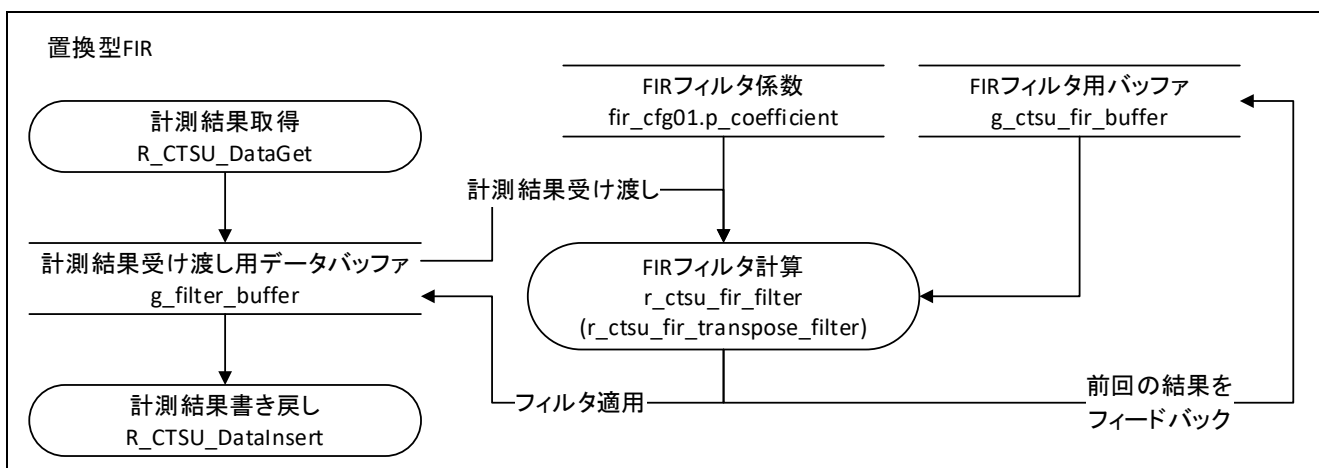 置換型FIR
計測結果取得
R_CTSU_DataGet
計測結果受け渡し用データバッファ
g_filter_buffer
計測結果書き戻し
R_CTSU_DataInsert
計測結果受け渡し
FIRフィルタ係数
fir_cfg01.p_coefficient
FIRフィルタ用バッファ
g_ctsu_fir_buffer
FIRフィルタ計算
r_ctsu_fir_filter
(r_ctsu_fir_transpose_filter)
フィルタ適用
前回の結果を
フィードバック